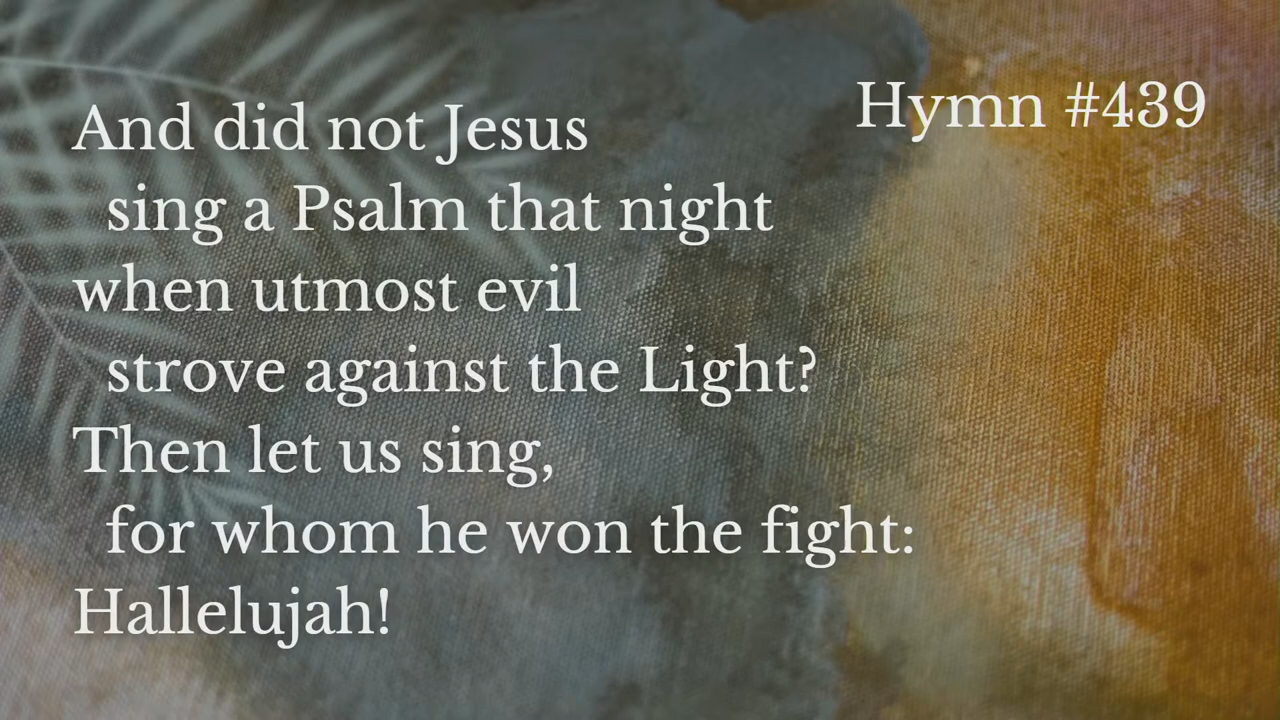 Hymn #439
And did not Jesus
sing a Psalm that night
when utmost evil
strove against the Light?
Then let us sing,
for whom he won the fight:
Hallelujah!